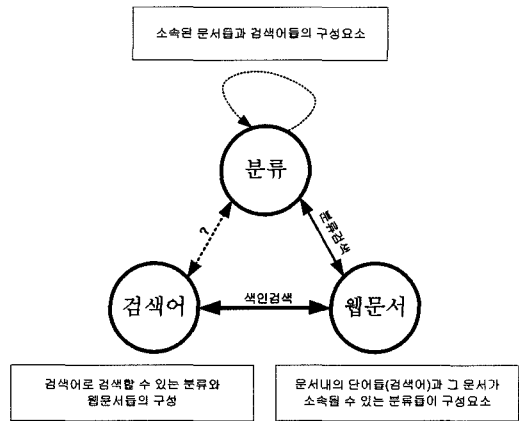 소속된 문서들과 검색어들의 구성요소
분류
?
분류검색
검색어
색인검색
웹문서
검색어로 검색할 수 있는 분류와
웹문서들의 구성
문서내의 단어들(검색어)과 그 문서가
소속될 수 있는 분류들이 구성요소